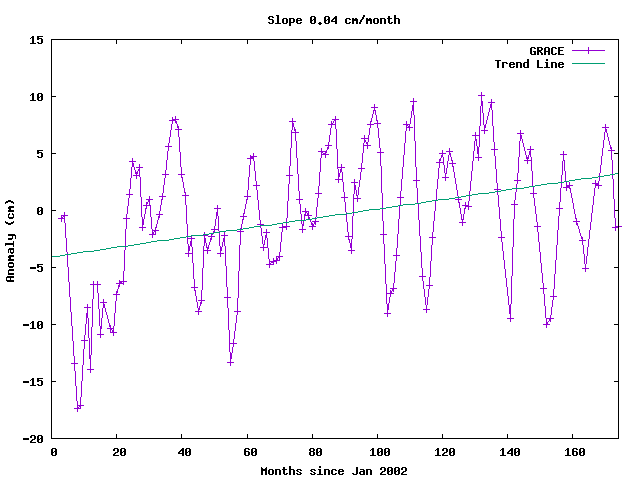 Slope 0.04 cm/month
GRACE
Trend Line
15
10
5
0
-5
-10
-15
-20
Anomaly (cm)
0 20 40 60 80 100 120 140 160
Months since Jan 2002